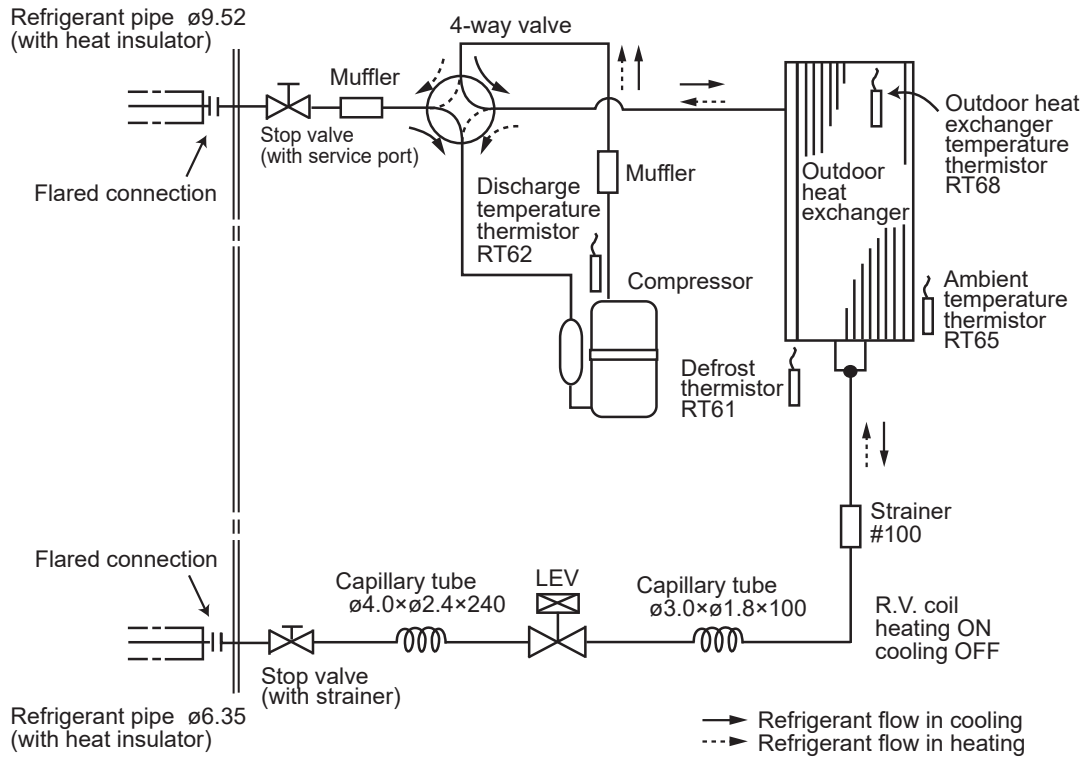 Refrigerant pipe ø9.52
(with heat insulator)
4-way valve
Muffler
Stop valve
(with service port)
Flared connection
Discharge
temperature
thermistor
RT62
Muffler
Compressor
Outdoor
heat
exchanger
Outdoor heat
exchanger
temperature
thermistor
RT68
Ambient
temperature
thermistor
RT65
Defrost
thermistor
RT61
Strainer
#100
Flared connection
Capillary tube
ø4.0×ø2.4×240
LEV
Capillary tube
ø3.0×ø1.8×100
R.V. coil
heating ON
cooling OFF
Stop valve
(with strainer)
Refrigerant pipe ø6.35
(with heat insulator)
Refrigerant flow in cooling
Refrigerant flow in heating